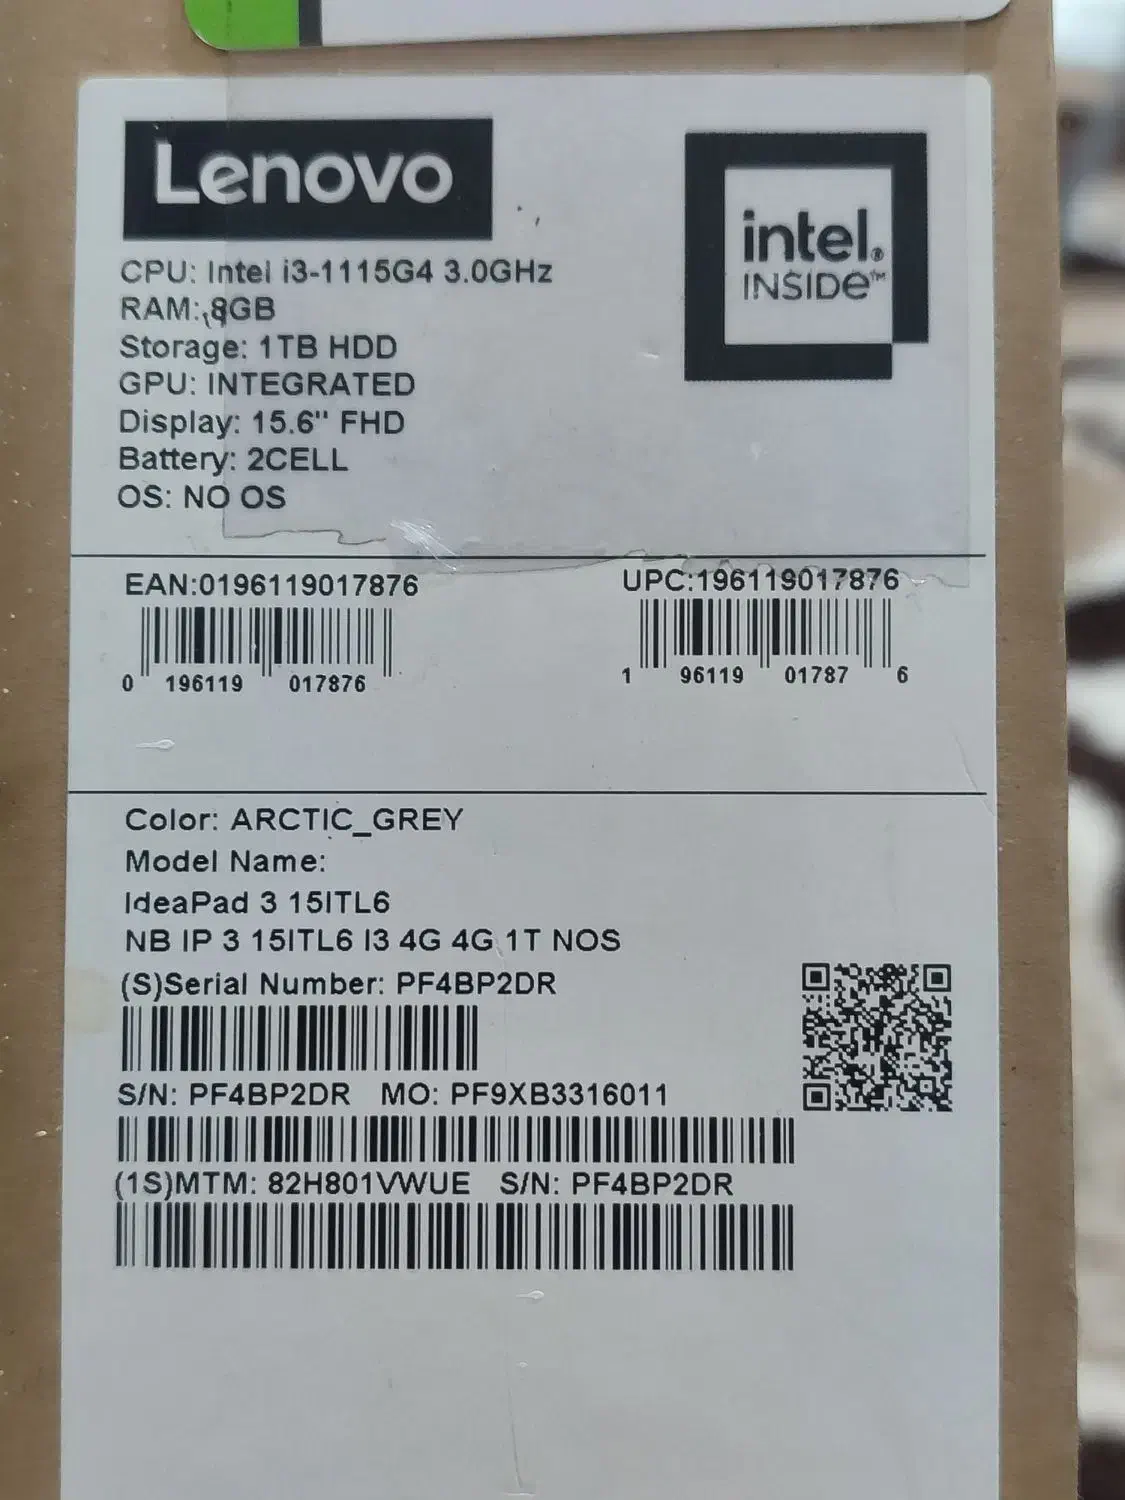 Lenovo
intel®
INSIDE™
CPU: Intel i3-1115G4 3.0GHz
RAM: 8GB
Storage: 1TB HDD
GPU: INTEGRATED
Display: 15.6" FHD
Battery: 2CELL
OS: NO OS
EAN:0196119017876
0 196119 017876
UPC:196119017876
1 96119 01787 6
Color: ARCTIC_GREY
Model Name:
IdeaPad 3 15ITL6
NB IP 3 15ITL6 I3 4G 4G 1T NOS
(S)Serial Number: PF4BP2DR
S/N: PF4BP2DR MO: PF9XB3316011
(1S)MTM: 82H801VWUE S/N: PF4BP2DR